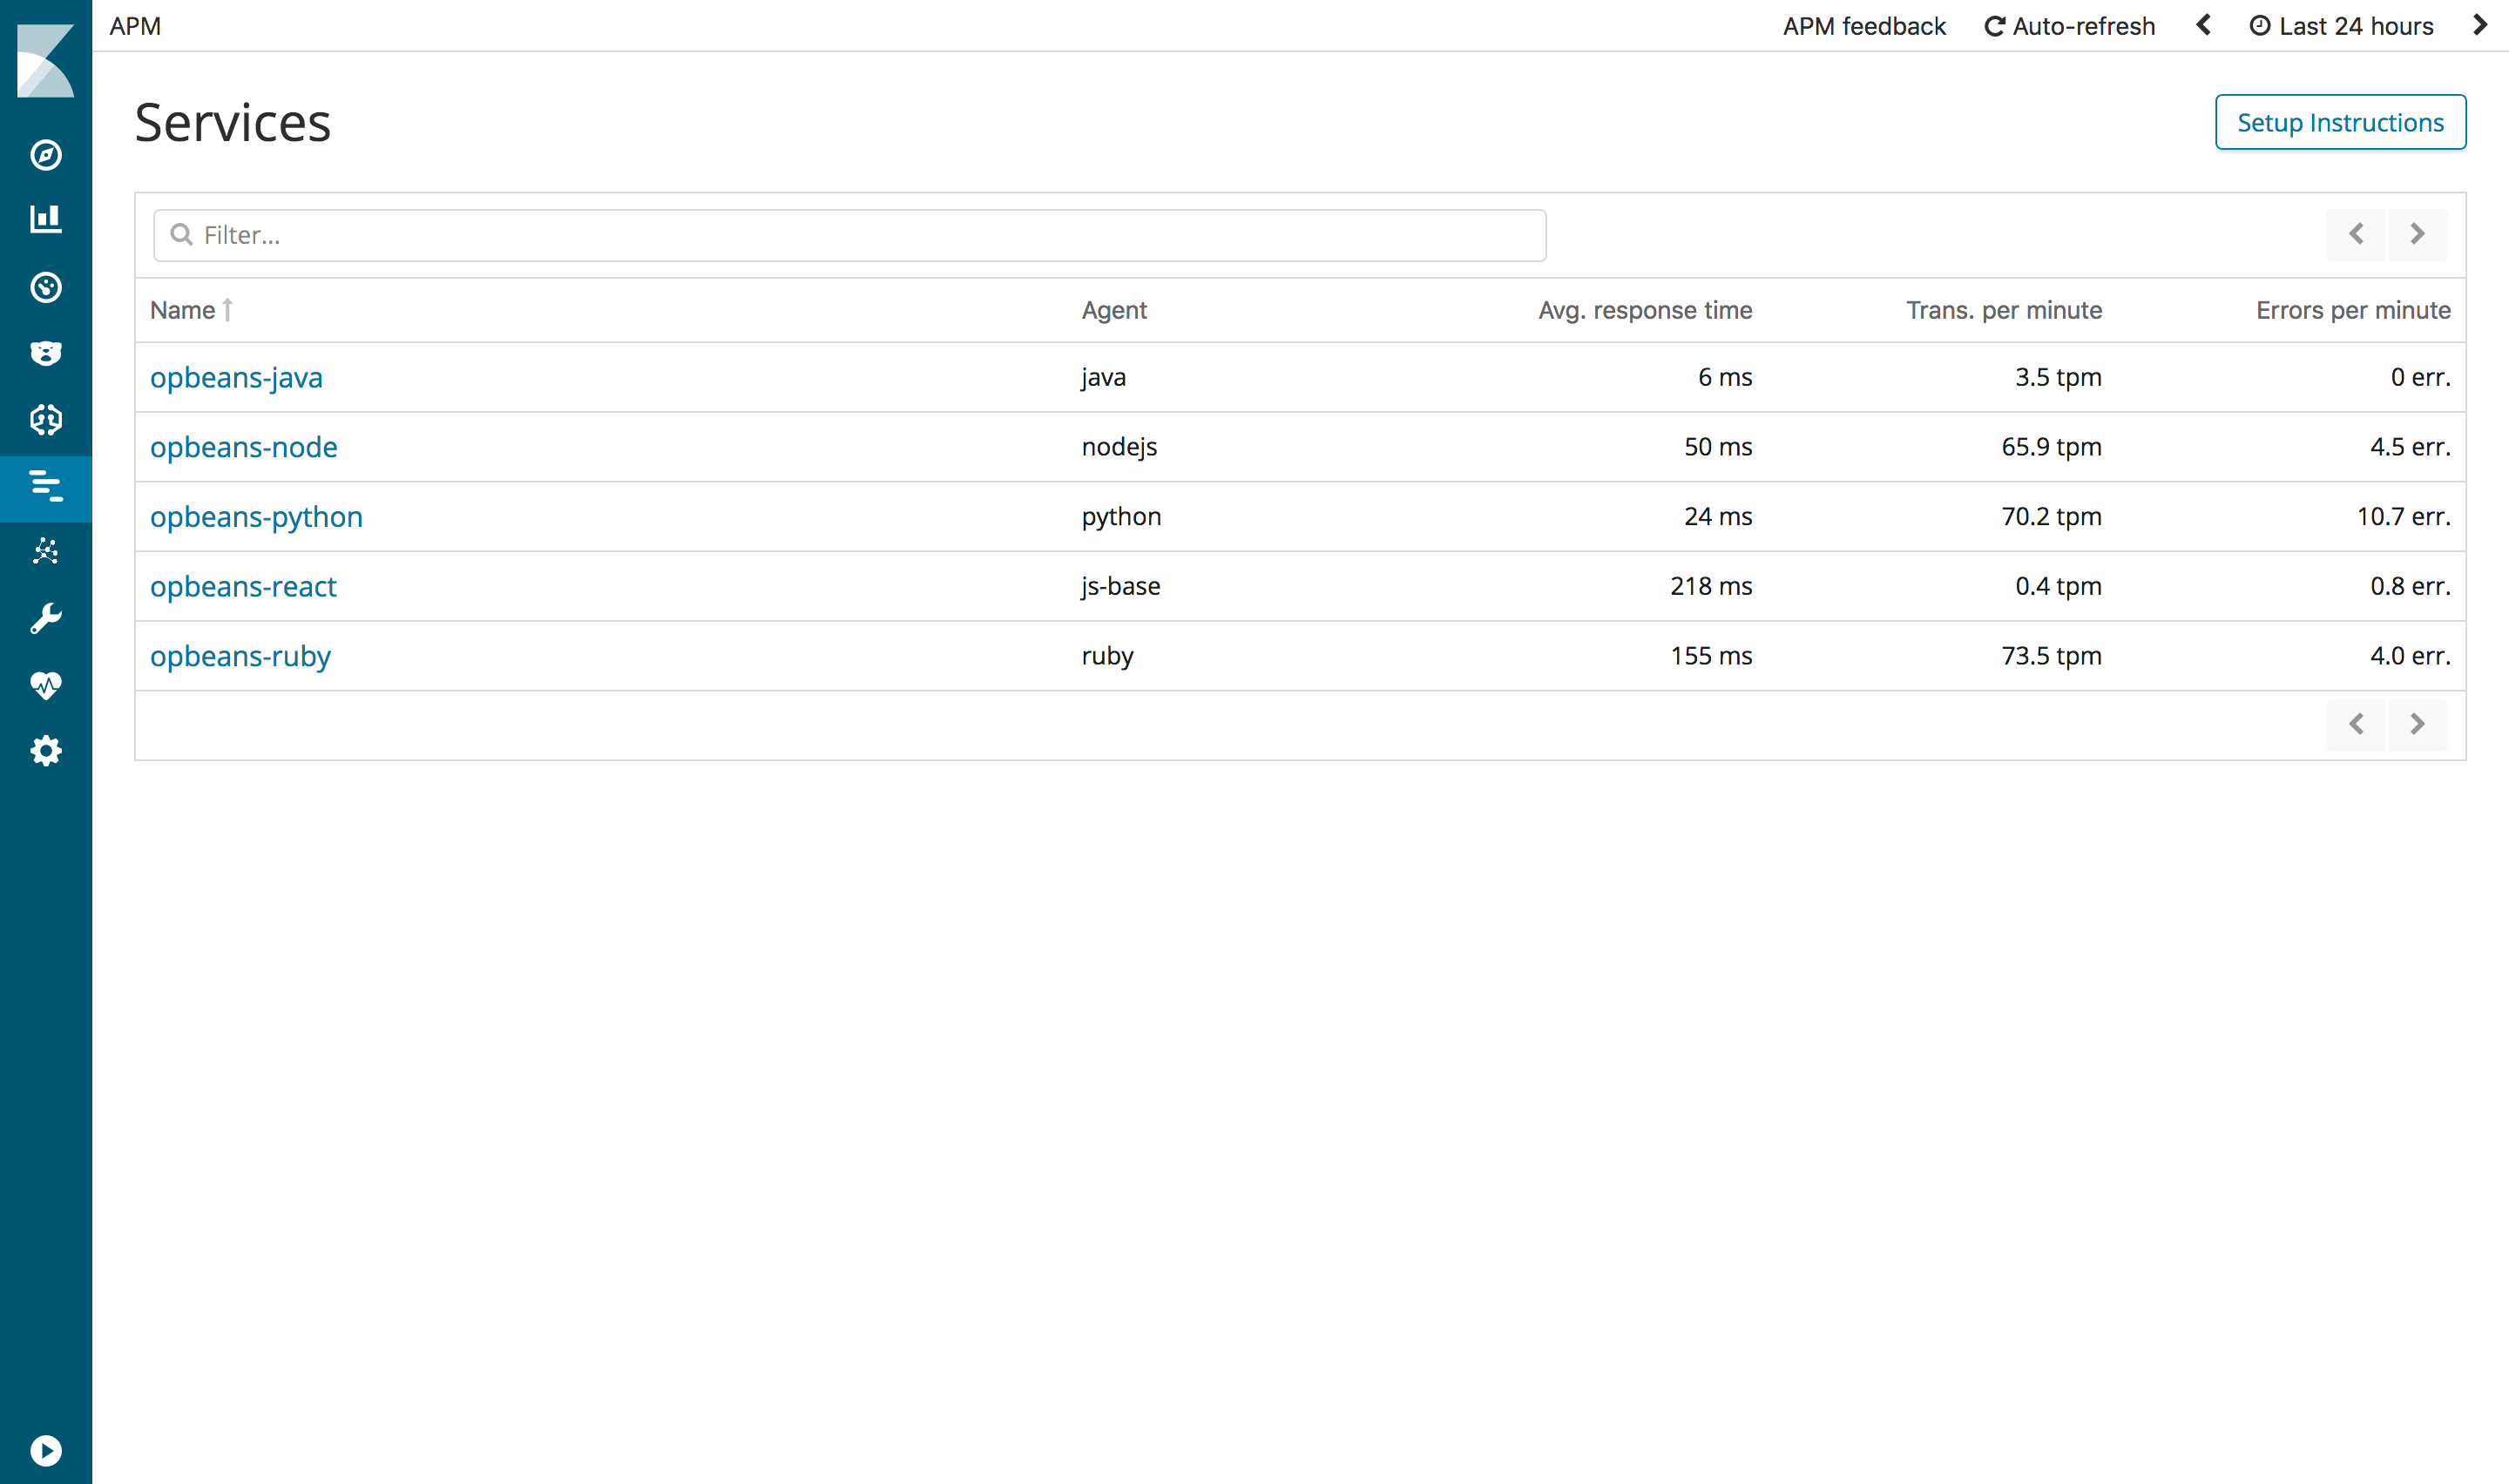 APM APM feedback Auto-refresh Last 24 hours
Services Setup Instructions
Filter...
Name Agent Avg. response time Trans. per minute Errors per minute
opbeans-java java 6 ms 3.5 tpm 0 err.
opbeans-node nodejs 50 ms 65.9 tpm 4.5 err.
opbeans-python python 24 ms 70.2 tpm 10.7 err.
opbeans-react js-base 218 ms 0.4 tpm 0.8 err.
opbeans-ruby ruby 155 ms 73.5 tpm 4.0 err.